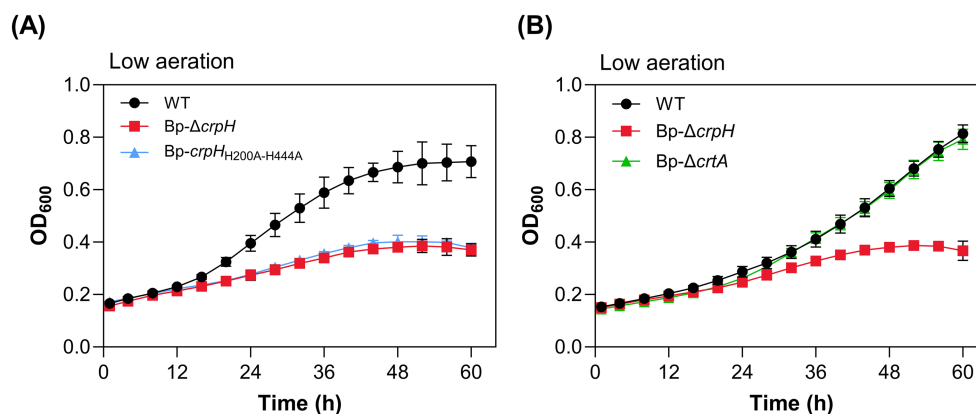 (A)
Low aeration
1.0
0.8
0.6
0.4
0.2
0.0
OD600
WT
Bp-ΔcrpH
Bp-crpHH200A-H444A
0 12 24 36 48 60
Time (h)
(B)
Low aeration
1.0
0.8
0.6
0.4
0.2
0.0
OD600
WT
Bp-ΔcrpH
Bp-ΔcrtA
0 12 24 36 48 60
Time (h)